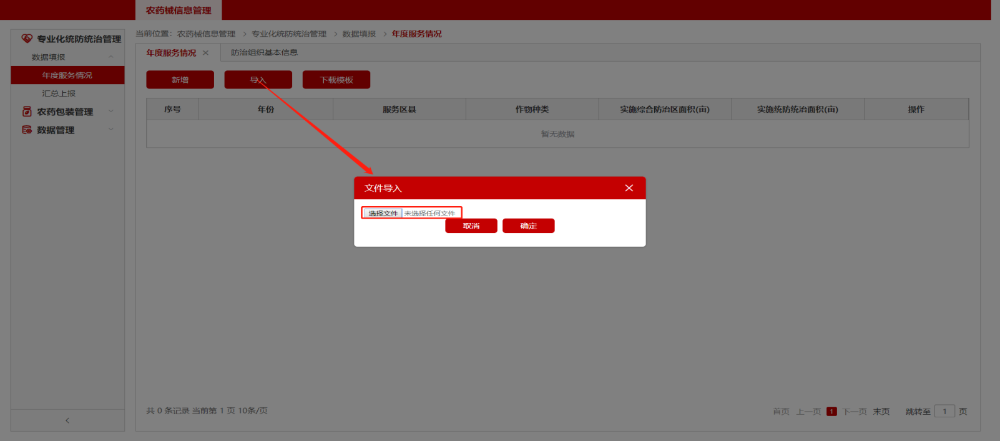 农药械信息管理
专业化统防统治管理
数据填报
年度服务情况
汇总上报
农药包装管理
数据管理
当前位置：农药械信息管理 > 专业化统防统治管理 > 数据填报 > 年度服务情况
年度服务情况 × 防治组织基本信息
新增 导入 下载模板
序号 年份 服务区县 作物种类 实施综合防治区面积(亩) 实施统防统治面积(亩) 操作
暂无数据
文件导入
选择文件 未选择任何文件
取消 确定
共 0 条记录 当前第 1 页 10条/页
首页 上一页 1 下一页 末页 跳转至 1 页